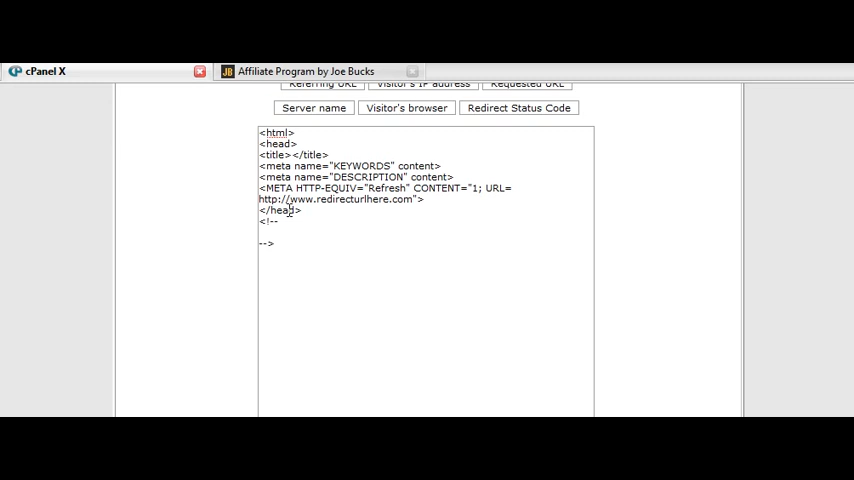 cPanel X
Affiliate Program by Joe Bucks
Referring URL Visitor's IP address Requested URL
Server name Visitor's browser Redirect Status Code
<html>
<head>
<title></title>
<meta name="KEYWORDS" content>
<meta name="DESCRIPTION" content>
<META HTTP-EQUIV="Refresh" CONTENT="1; URL=
http://www.redirecturlhere.com">
</head>
<!--
-->